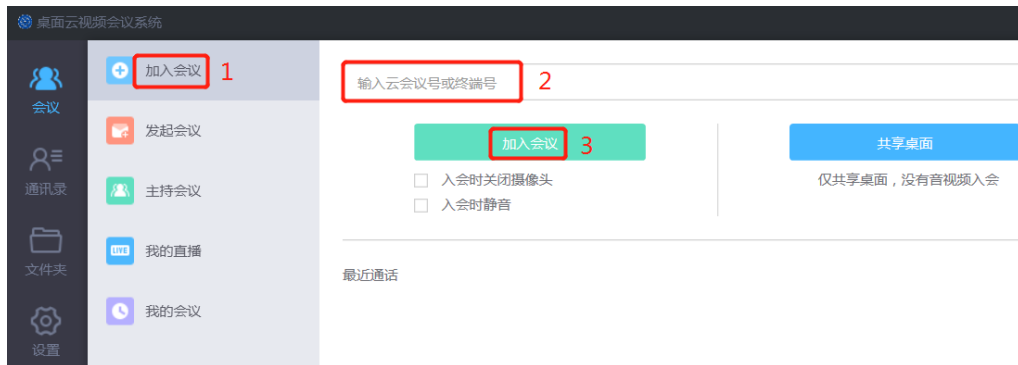 桌面云视频会议系统
会议
通讯录
文件夹
设置
加入会议 1
发起会议
主持会议
LIVE 我的直播
我的会议
输入云会议号或终端号 2
加入会议 3
入会时关闭摄像头
入会时静音
共享桌面
仅共享桌面，没有音视频入会
最近通话